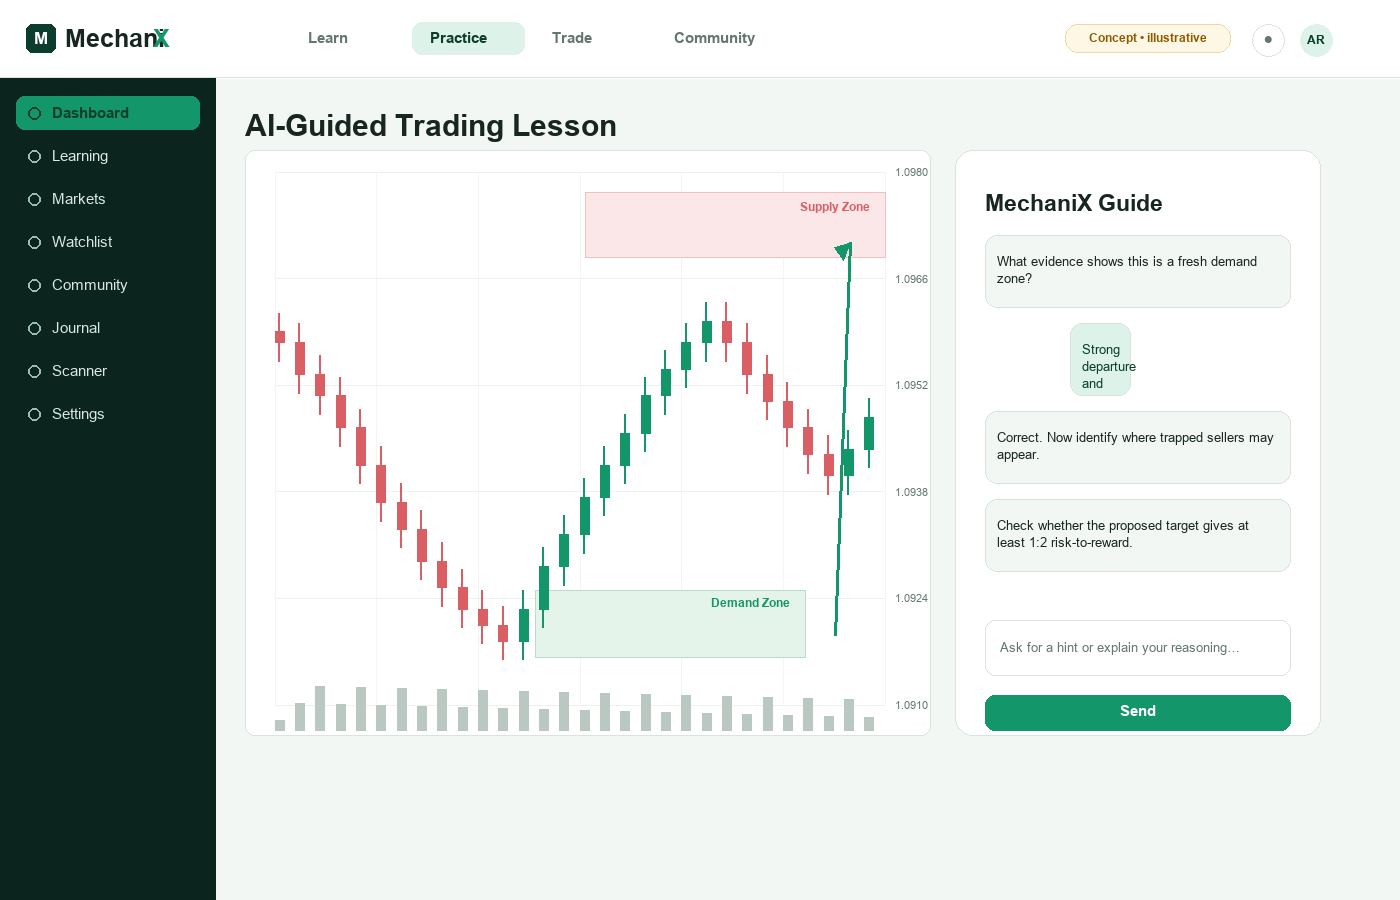 M MechaniX
Learn
Practice
Trade
Community
Concept • illustrative
AR
Dashboard
Learning
Markets
Watchlist
Community
Journal
Scanner
Settings
AI-Guided Trading Lesson
1.0980
Supply Zone
1.0966
1.0952
1.0938
Demand Zone
1.0924
1.0910
MechaniX Guide
What evidence shows this is a fresh demand
zone?
Strong
departure
and
Correct. Now identify where trapped sellers may
appear.
Check whether the proposed target gives at
least 1:2 risk-to-reward.
Ask for a hint or explain your reasoning…
Send